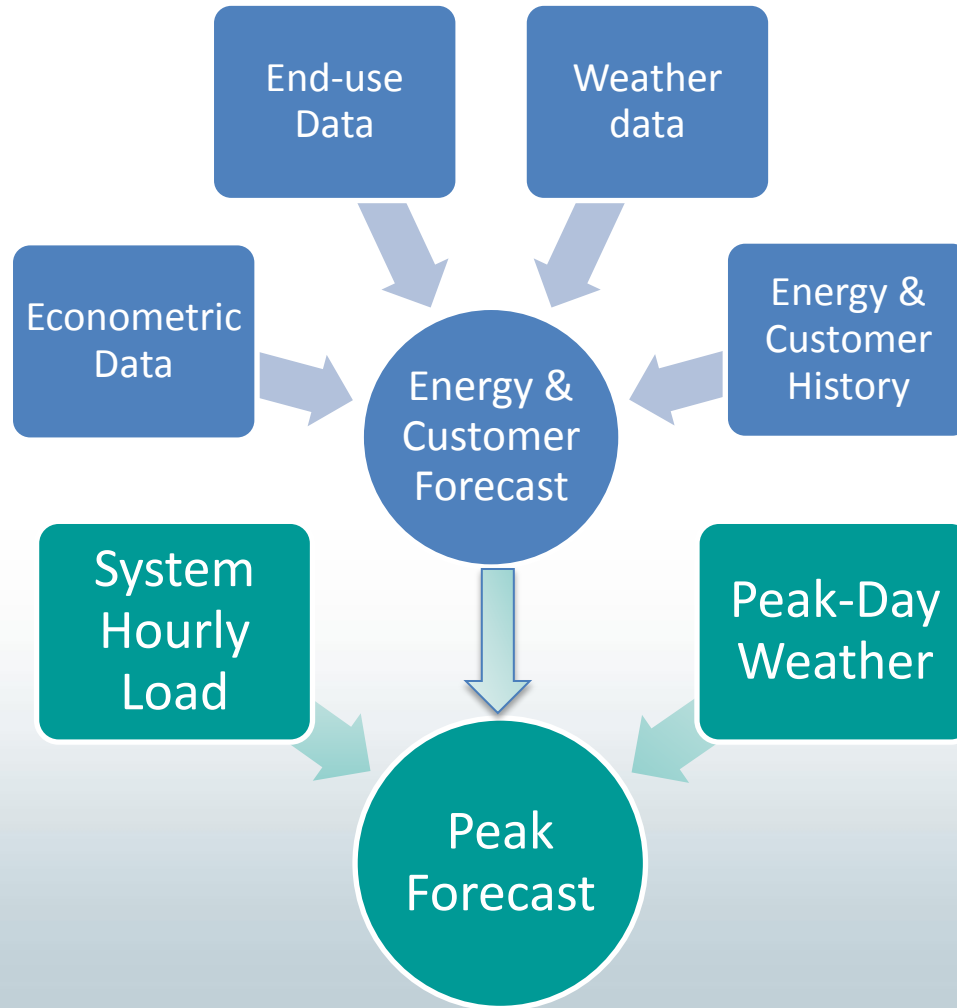 End-use
Data
Weather
data
Econometric
Data
Energy &
Customer
History
Energy &
Customer
Forecast
System
Hourly
Load
Peak-Day
Weather
Peak
Forecast